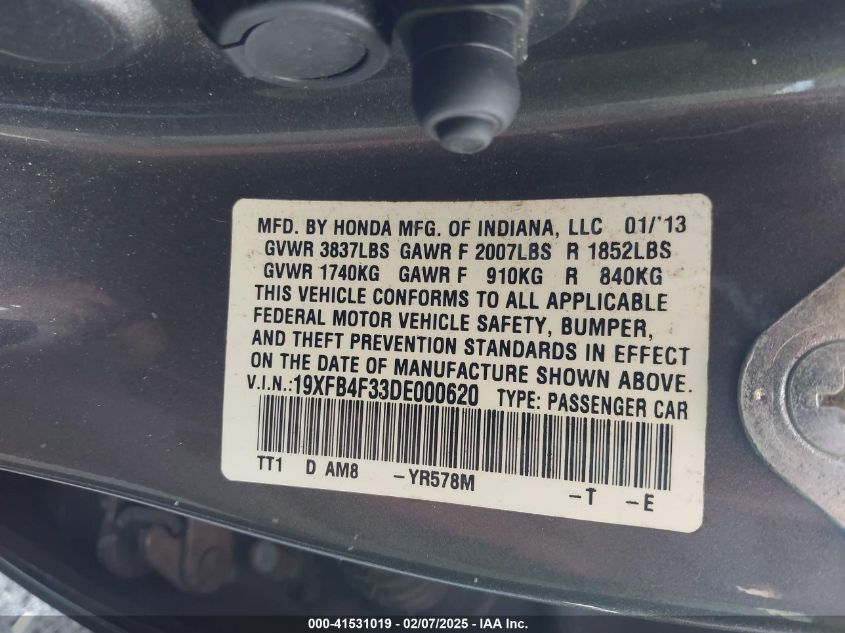 MFD. BY HONDA MFG. OF INDIANA, LLC 01/'13
GVWR 3837LBS GAWR F 2007LBS R 1852LBS
GVWR 1740KG GAWR F 910KG R 840KG
THIS VEHICLE CONFORMS TO ALL APPLICABLE
FEDERAL MOTOR VEHICLE SAFETY, BUMPER,
AND THEFT PREVENTION STANDARDS IN EFFECT
ON THE DATE OF MANUFACTURE SHOWN ABOVE.
V.I.N.:19XFB4F33DE000620 TYPE: PASSENGER CAR
TT1 D AM8 -YR578M -T -E
000-41531019 - 02/07/2025 - IAA Inc.